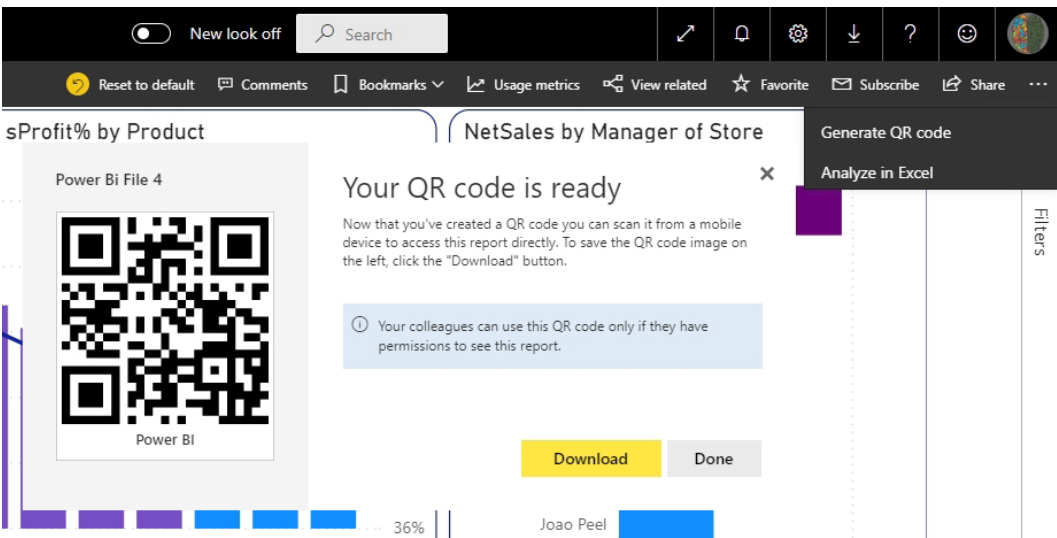 New look off
Search
?
Reset to default
Comments
Bookmarks
Usage metrics
View related
Favorite
Subscribe
Share
...
Generate QR code
Analyze in Excel
sProfit% by Product
NetSales by Manager of Store
Filters
Power Bi File 4
Power BI
Your QR code is ready
Now that you've created a QR code you can scan it from a mobile
device to access this report directly. To save the QR code image on
the left, click the "Download" button.
Your colleagues can use this QR code only if they have
permissions to see this report.
Download
Done
36%
Joao Peel